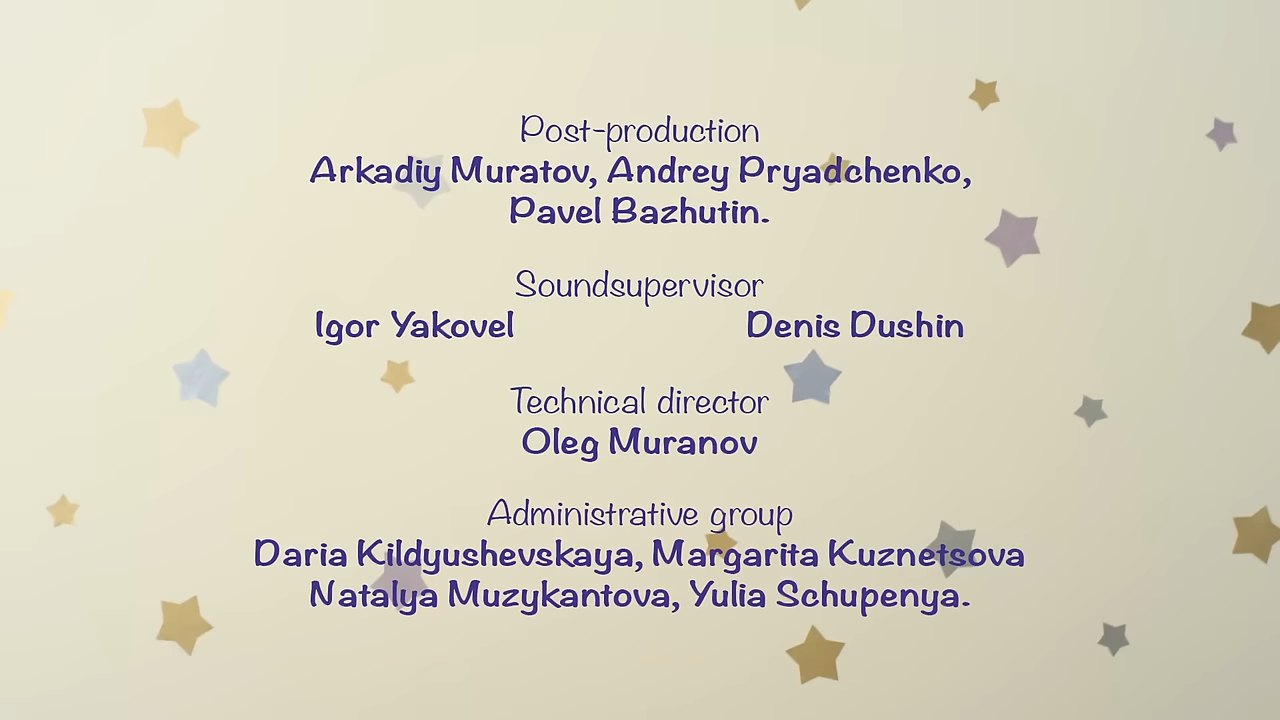 Post-production
Arkadiy Muratov, Andrey Pryadchenko,
Pavel Bazhutin.
Soundsupervisor
Igor Yakovel Denis Dushin
Technical director
Oleg Muranov
Administrative group
Daria Kildyushevskaya, Margarita Kuznetsova
Natalya Muzykantova, Yulia Schupenya.